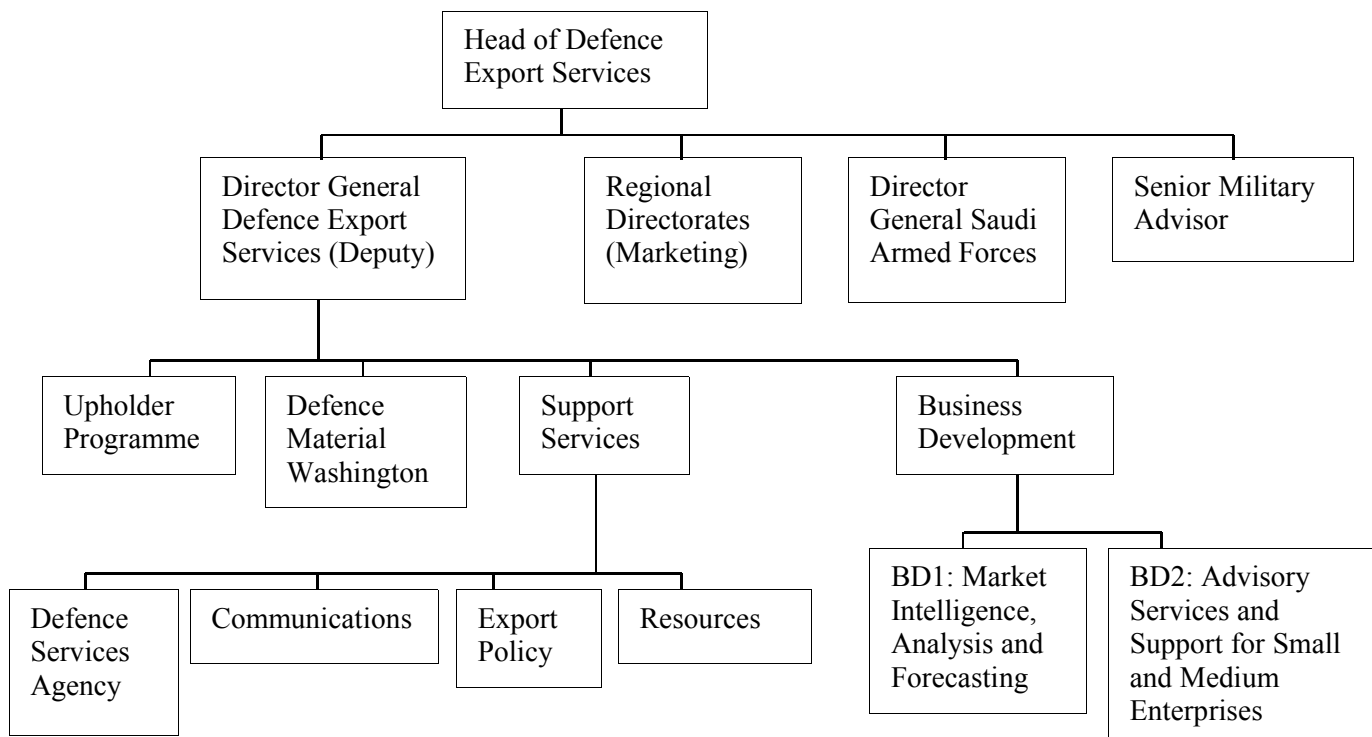 Head of Defence
Export Services
Director General
Defence Export
Services (Deputy)
Regional
Directorates
(Marketing)
Director
General Saudi
Armed Forces
Senior Military
Advisor
Upholder
Programme
Defence
Material
Washington
Support
Services
Business
Development
Defence
Services
Agency
Communications
Export
Policy
Resources
BD1: Market
Intelligence,
Analysis and
Forecasting
BD2: Advisory
Services and
Support for Small
and Medium
Enterprises